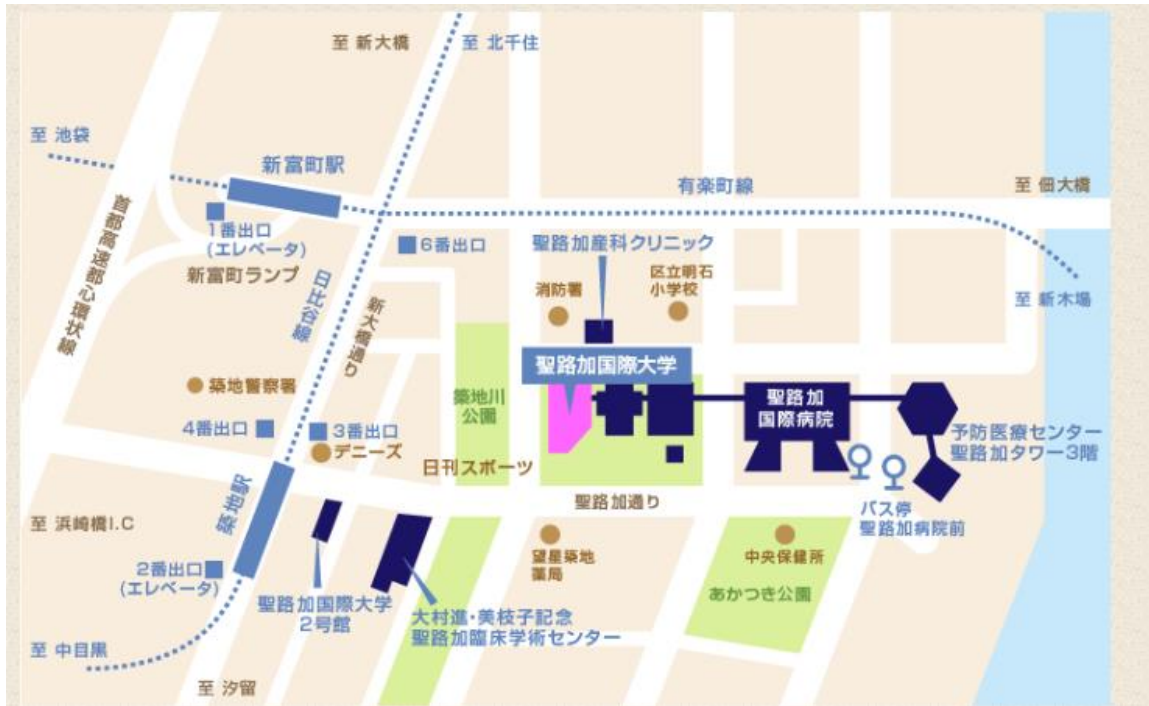 至 新大橋
至 北千住
至 池袋
新富町駅
有楽町線
至 佃大橋
首都高速都心環状線
1番出口
(エレベータ)
6番出口
聖路加産科クリニック
新富町ランプ
日比谷線
新大橋通り
消防署
区立明石
小学校
至 新木場
聖路加国際大学
築地警察署
築地川
公園
聖路加
国際病院
4番出口
3番出口
デニーズ
予防医療センター
聖路加タワー3階
日刊スポーツ
築地駅
聖路加通り
バス停
聖路加病院前
至 浜崎橋I.C
望星築地
薬局
中央保健所
2番出口
(エレベータ)
あかつき公園
聖路加国際大学
2号館
大村進・美枝子記念
聖路加臨床学術センター
至 中目黒
至 汐留